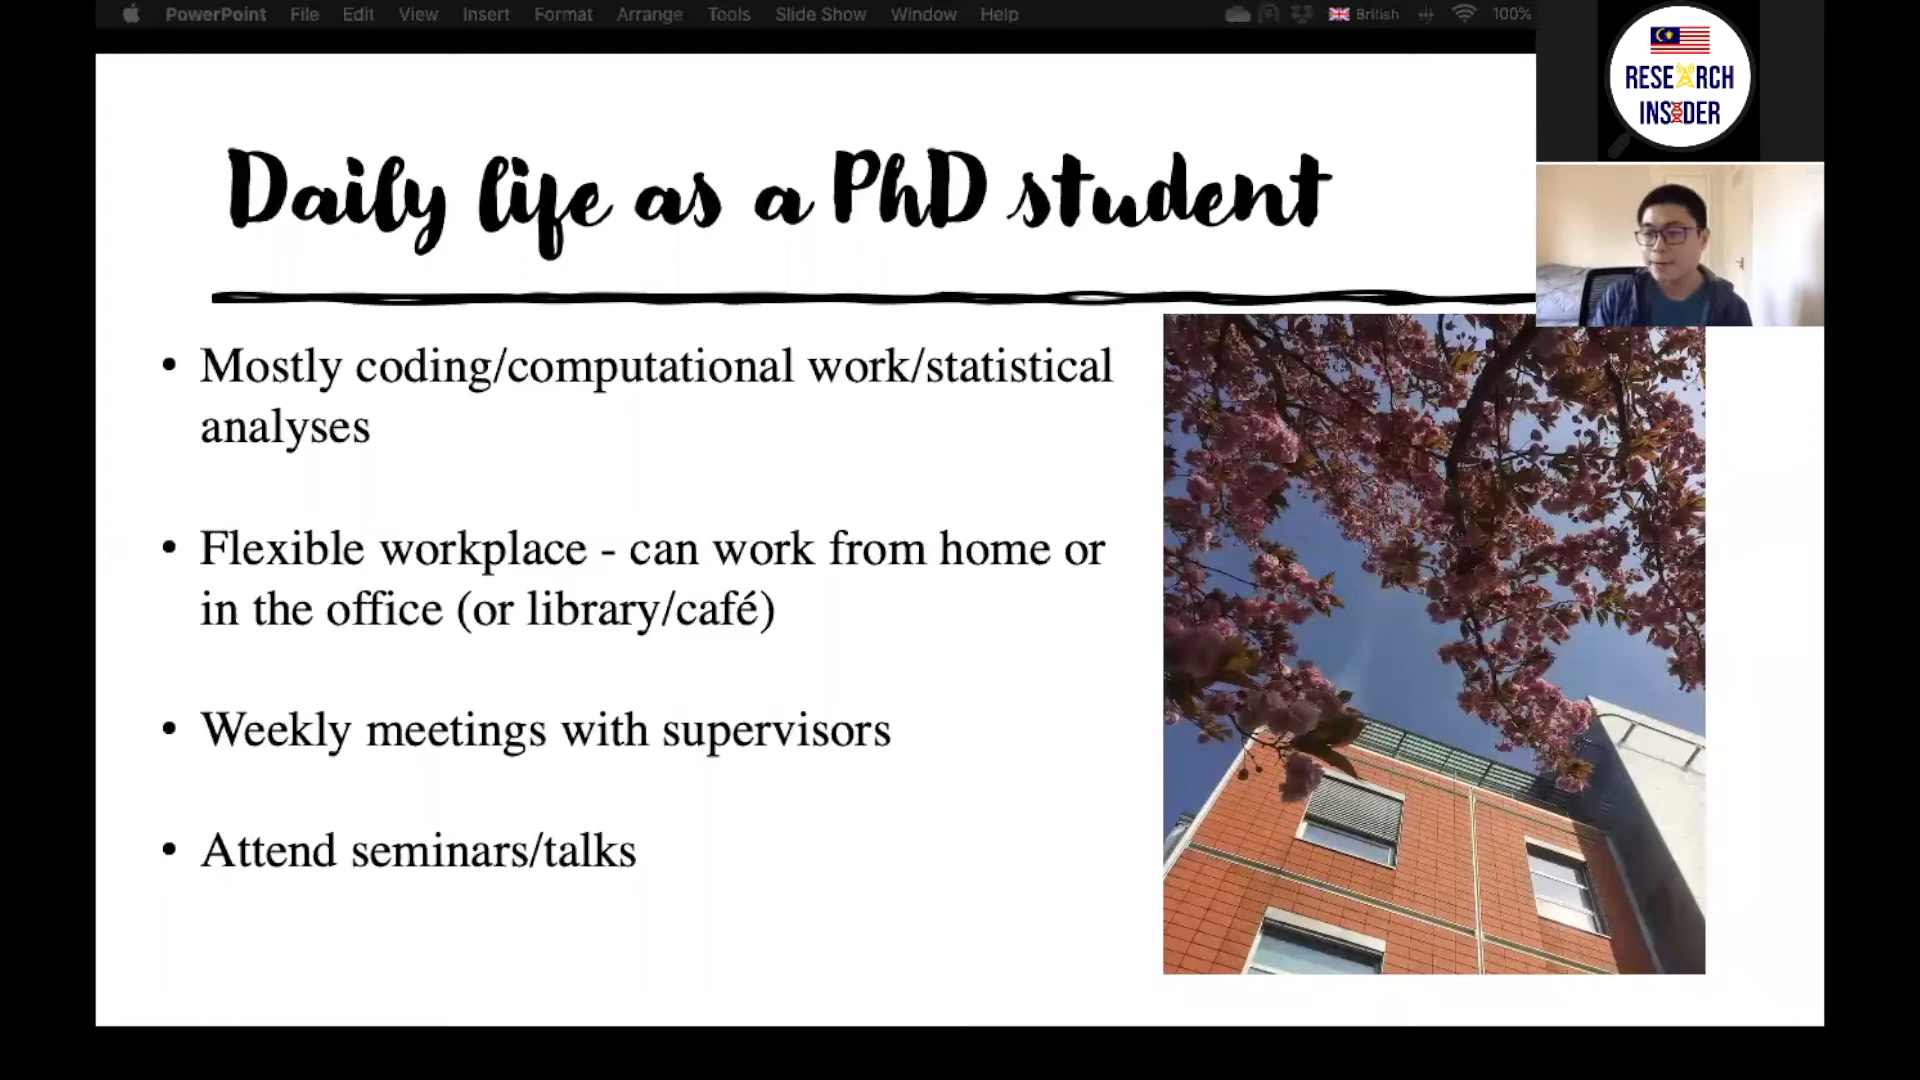 PowerPoint File Edit View Insert Format Arrange Tools Slide Show Window Help British 100%
RESEARCH
INSIDER
Daily life as a PhD student
• Mostly coding/computational work/statistical
analyses
• Flexible workplace - can work from home or
in the office (or library/café)
• Weekly meetings with supervisors
• Attend seminars/talks